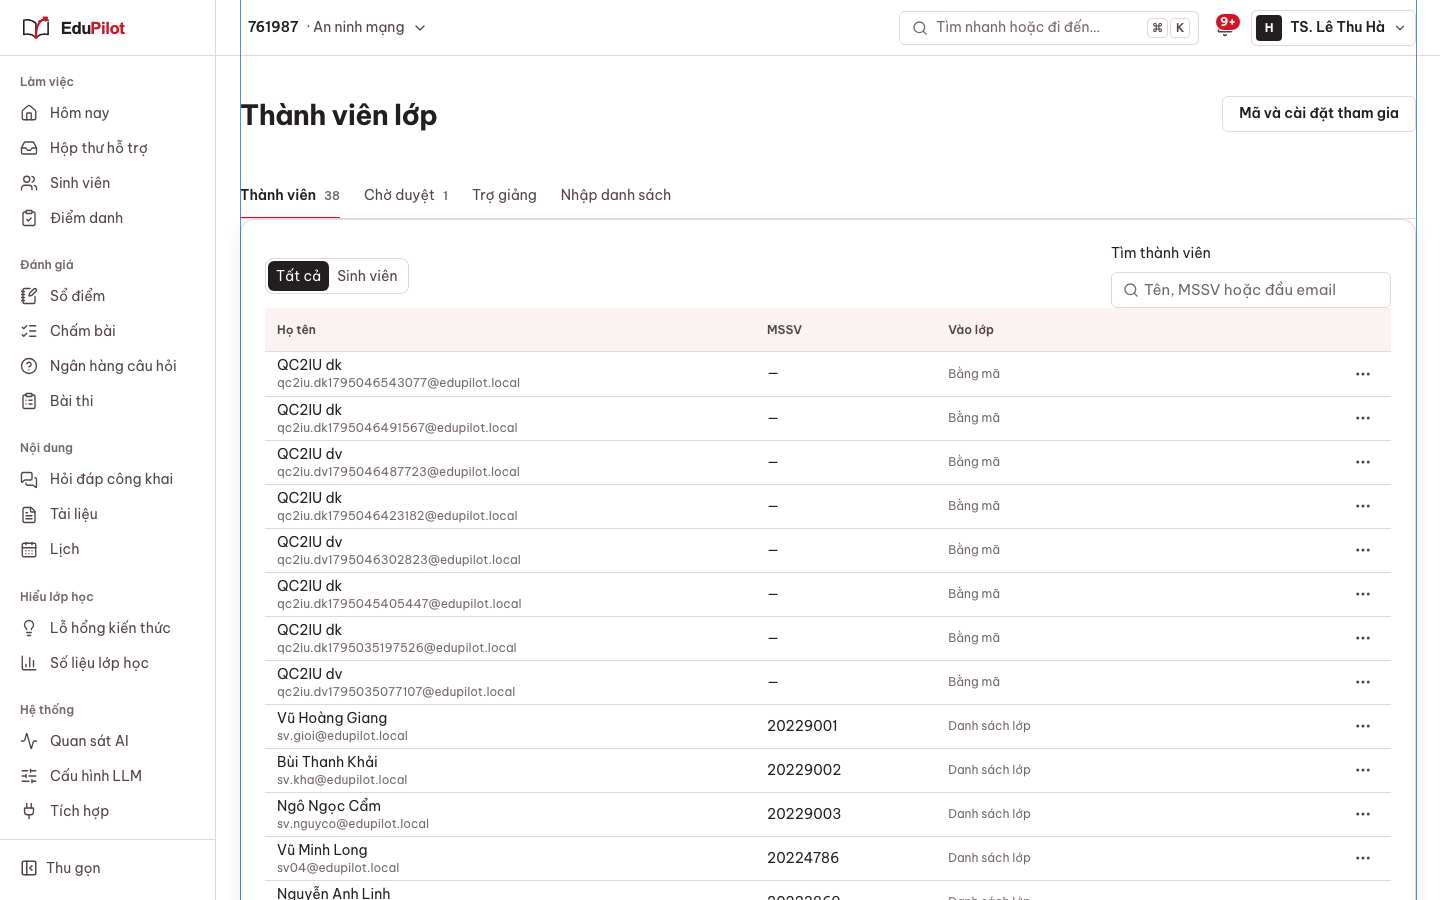 EduPilot
761987 · An ninh mạng
Tìm nhanh hoặc đi đến...
⌘ K
9+
H
TS. Lê Thu Hà
Làm việc
Hôm nay
Hộp thư hỗ trợ
Sinh viên
Điểm danh
Đánh giá
Sổ điểm
Chấm bài
Ngân hàng câu hỏi
Bài thi
Nội dung
Hỏi đáp công khai
Tài liệu
Lịch
Hiểu lớp học
Lỗ hổng kiến thức
Số liệu lớp học
Hệ thống
Quan sát AI
Cấu hình LLM
Tích hợp
Thu gọn
Thành viên lớp
Mã và cài đặt tham gia
Thành viên 38
Chờ duyệt 1
Trợ giảng
Nhập danh sách
Tất cả
Sinh viên
Tìm thành viên
Tên, MSSV hoặc đầu email
Họ tên MSSV Vào lớp
QC2IU dk
qc2iu.dk1795046543077@edupilot.local
— Bằng mã
QC2IU dk
qc2iu.dk1795046491567@edupilot.local
— Bằng mã
QC2IU dv
qc2iu.dv1795046487723@edupilot.local
— Bằng mã
QC2IU dk
qc2iu.dk1795046423182@edupilot.local
— Bằng mã
QC2IU dv
qc2iu.dv1795046302823@edupilot.local
— Bằng mã
QC2IU dk
qc2iu.dk1795045405447@edupilot.local
— Bằng mã
QC2IU dk
qc2iu.dk1795035197526@edupilot.local
— Bằng mã
QC2IU dv
qc2iu.dv1795035077107@edupilot.local
— Bằng mã
Vũ Hoàng Giang
sv.gioi@edupilot.local
20229001 Danh sách lớp
Bùi Thanh Khải
sv.kha@edupilot.local
20229002 Danh sách lớp
Ngô Ngọc Cẩm
sv.nguyco@edupilot.local
20229003 Danh sách lớp
Vũ Minh Long
sv04@edupilot.local
20224786 Danh sách lớp
Nguyễn Anh Linh